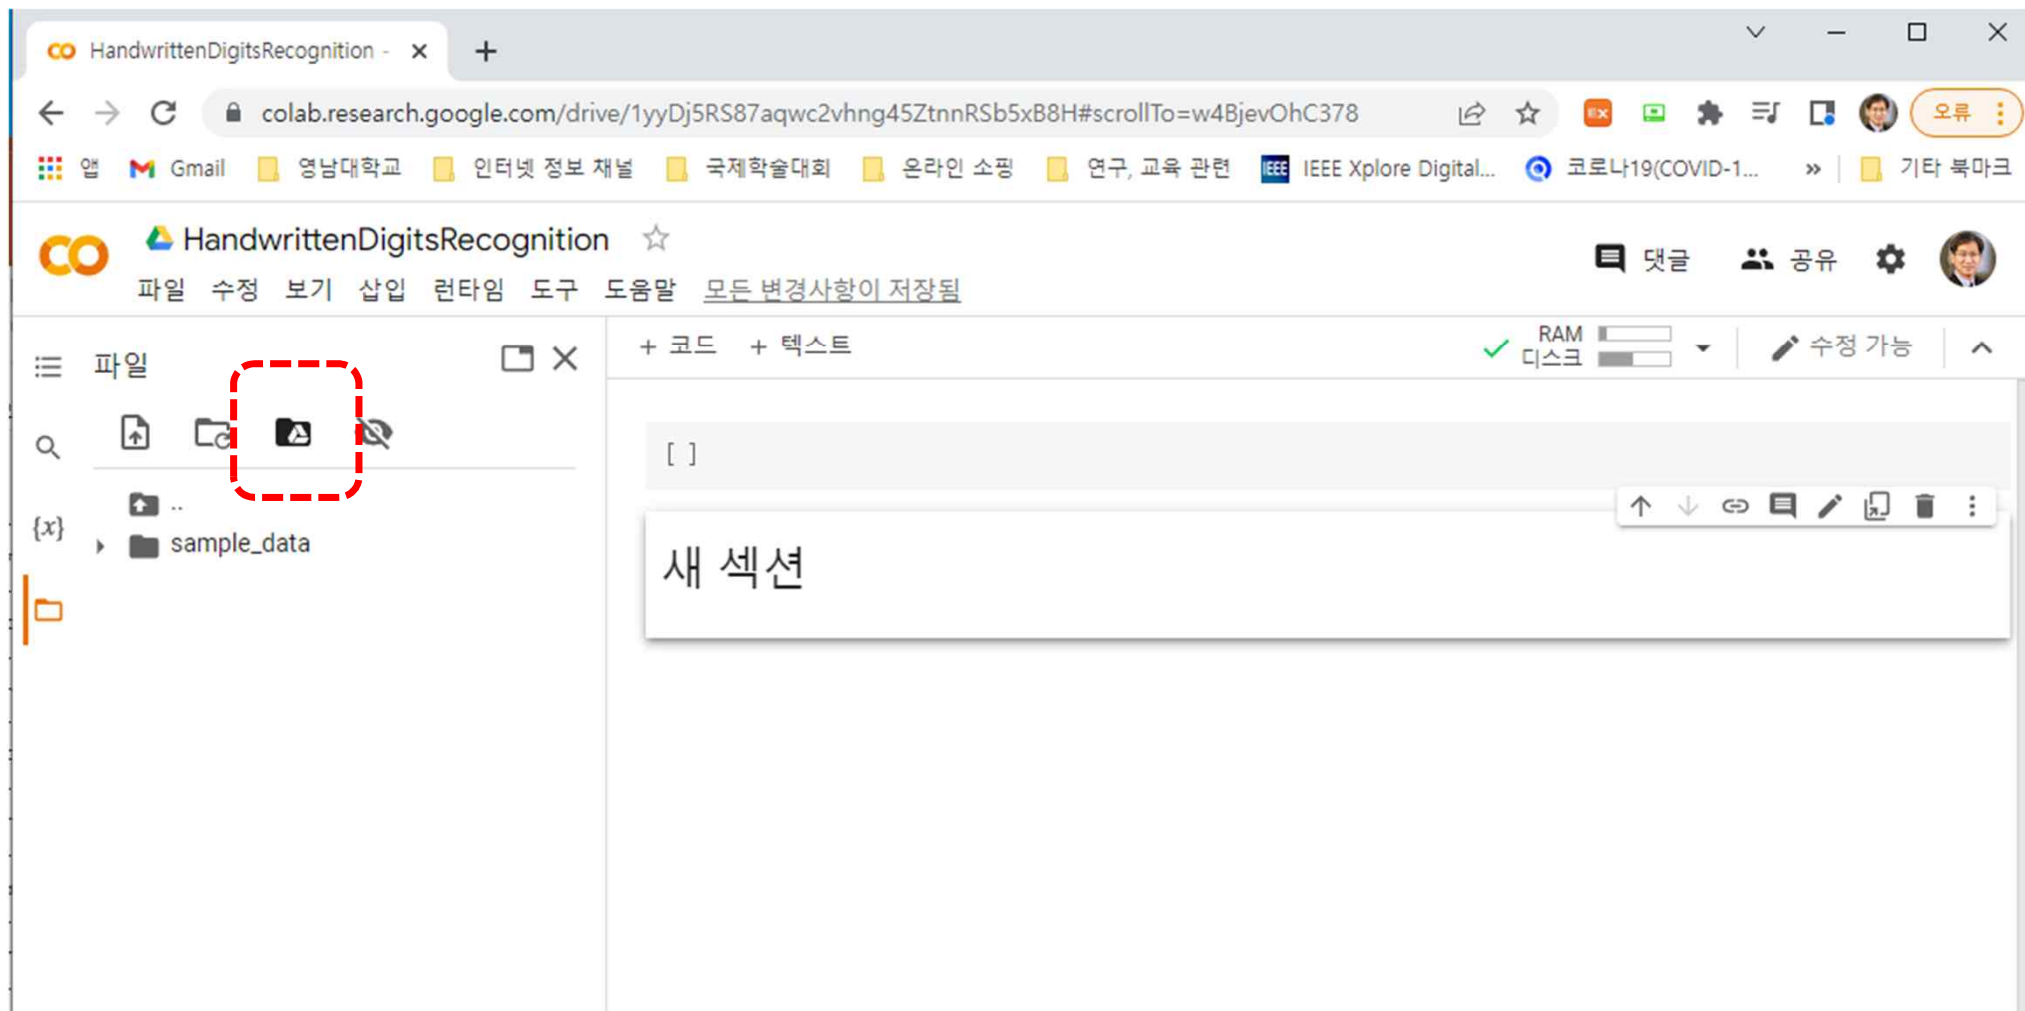 HandwrittenDigitsRecognition -
colab.research.google.com/drive/1yyDj5RS87aqwc2vhng45ZtnnRSb5xB8H#scrollTo=w4BjevOhC378 오류
앱 Gmail 영남대학교 인터넷 정보 채널 국제학술대회 온라인 쇼핑 연구, 교육 관련 IEEE IEEE Xplore Digital... 코로나19(COVID-1... » 기타 북마크
CO HandwrittenDigitsRecognition 댓글 공유
파일 수정 보기 삽입 런타임 도구 도움말 모든 변경사항이 저장됨
파일 + 코드 + 텍스트 RAM 디스크 수정 가능
[ ]
..
{x} sample_data
새 섹션